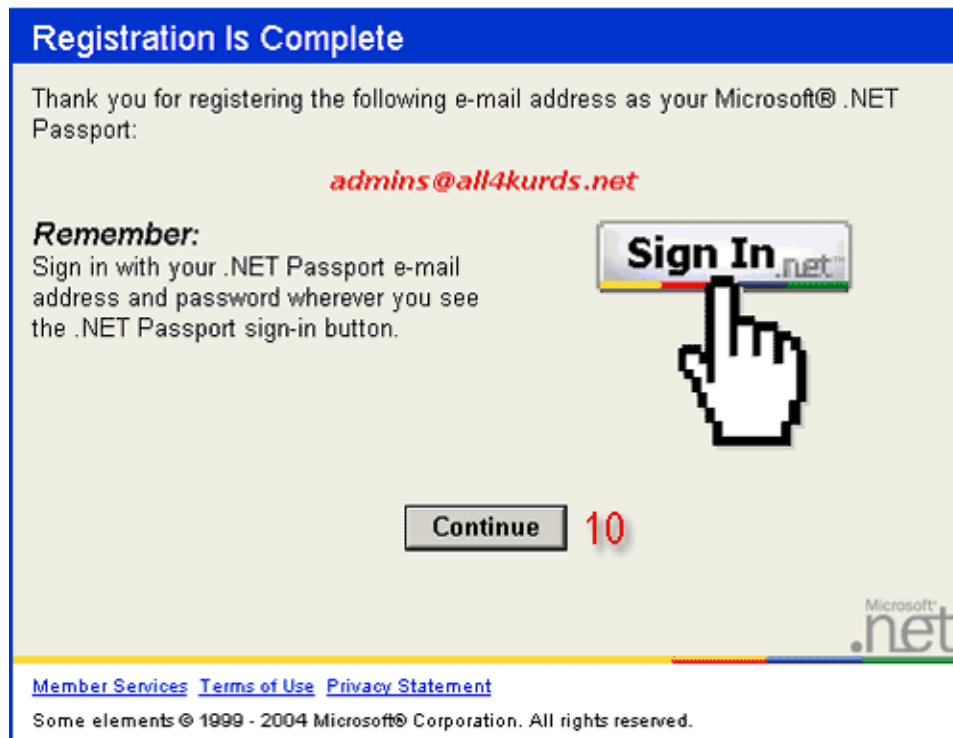 Registration Is Complete
Thank you for registering the following e-mail address as your Microsoft® .NET
Passport:
admins@all4kurds.net
Remember:
Sign in with your .NET Passport e-mail
address and password wherever you see
the .NET Passport sign-in button.
Sign In .net™
Continue 10
Microsoft®
.net
Member Services Terms of Use Privacy Statement
Some elements © 1999 - 2004 Microsoft® Corporation. All rights reserved.